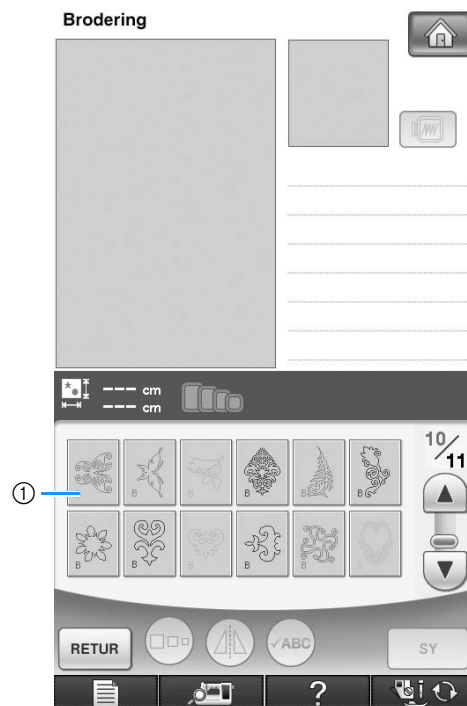 Brodering
--- cm
--- cm
10/11
①
B B B B B
B B B B B B
RETUR
ABC
SY
?